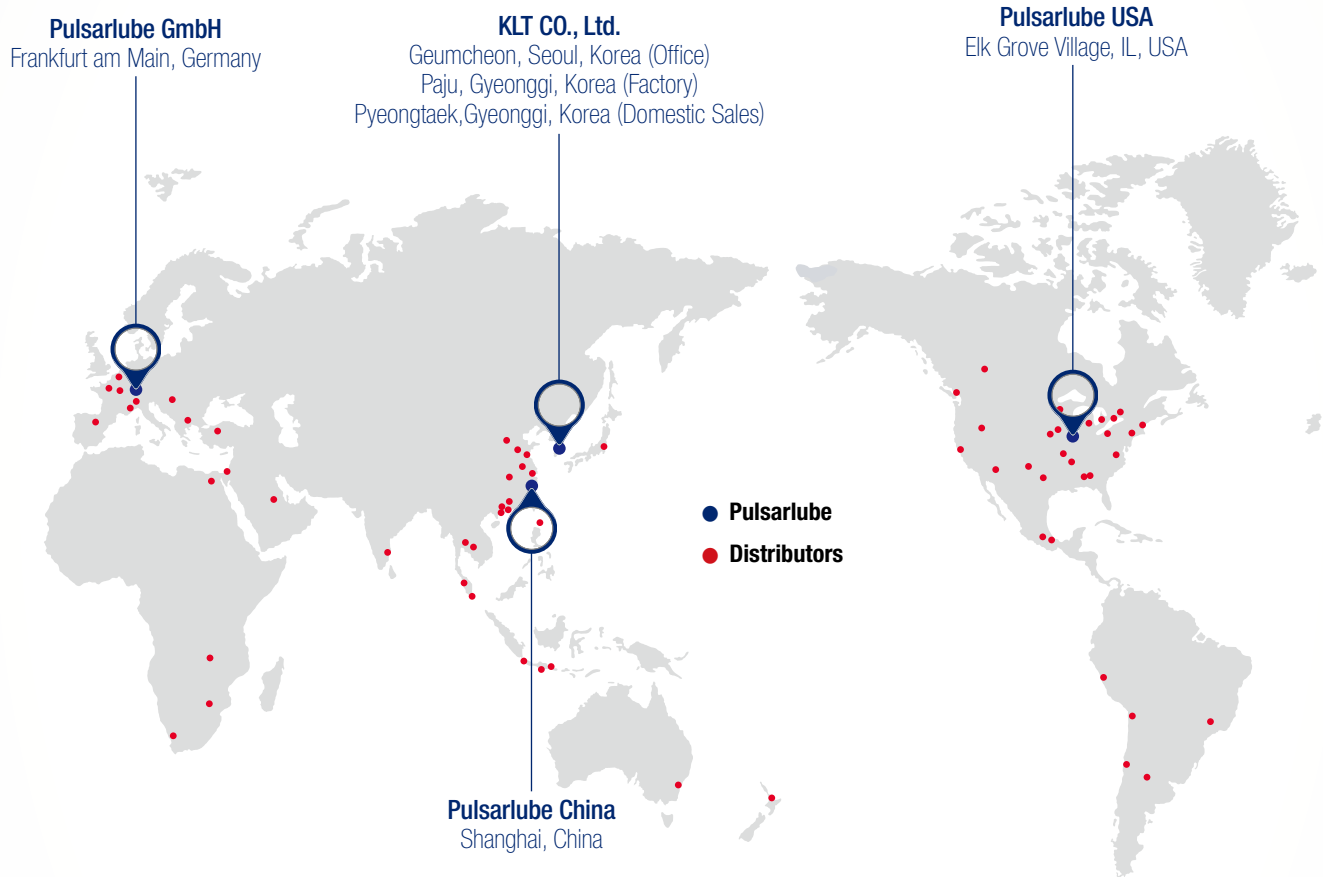 Pulsarlube GmbH
Frankfurt am Main, Germany
KLT CO., Ltd.
Geumcheon, Seoul, Korea (Office)
Paju, Gyeonggi, Korea (Factory)
Pyeongtaek,Gyeonggi, Korea (Domestic Sales)
Pulsarlube USA
Elk Grove Village, IL, USA
Pulsarlube
Distributors
Pulsarlube China
Shanghai, China